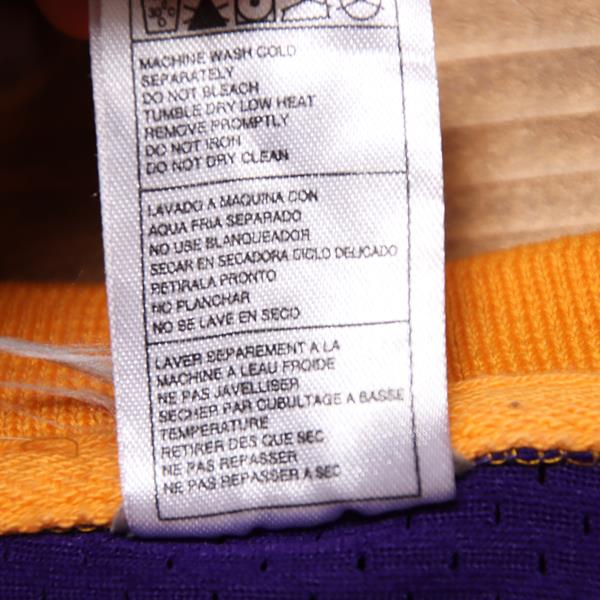 30°C
MACHINE WASH COLD
SEPARATELY
DO NOT BLEACH
TUMBLE DRY LOW HEAT
REMOVE PROMPTLY
DO NOT IRON
DO NOT DRY CLEAN
LAVADO A MAQUINA CON
AQUA FRIA SEPARADO
NO USE BLANQUEADOR
SECAR EN SECADORA CICLO DELICADO
RETIRALA PRONTO
NO PLANCHAR
NO SE LAVE EN SECO
LAVER SEPAREMENT A LA
MACHINE A LEAU FROIDE
NE PAS JAVELLISER
SECHER PAR CUBULTAGE A BASSE
TEMPERATURE
RETIRER DES QUE SEC
NE PAS REPASSER
NE PAS REPASSER A SEC